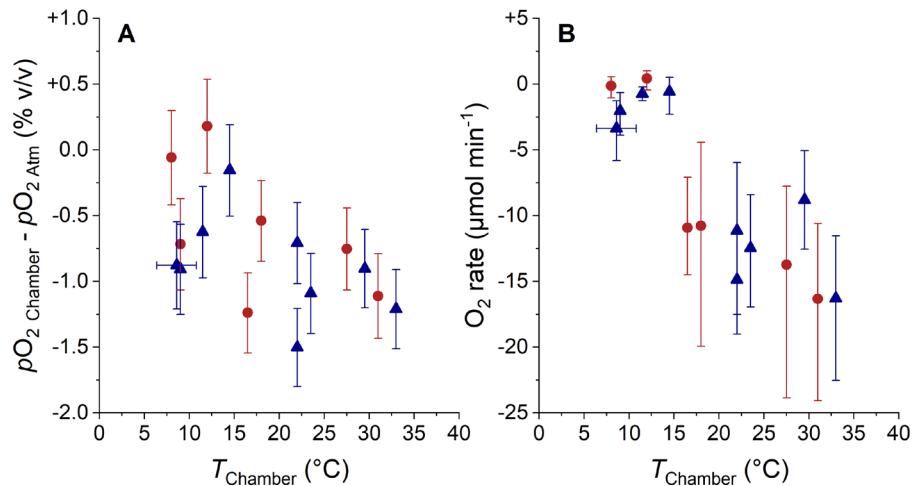 A
+1.0
+0.5
0.0
-0.5
-1.0
-1.5
-2.0
pO₂ Chamber - pO₂ Atm (% v/v)
0 5 10 15 20 25 30 35 40
T Chamber (°C)
B
+5
0
-5
-10
-15
-20
-25
O₂ rate (µmol min⁻¹)
0 5 10 15 20 25 30 35 40
T Chamber (°C)